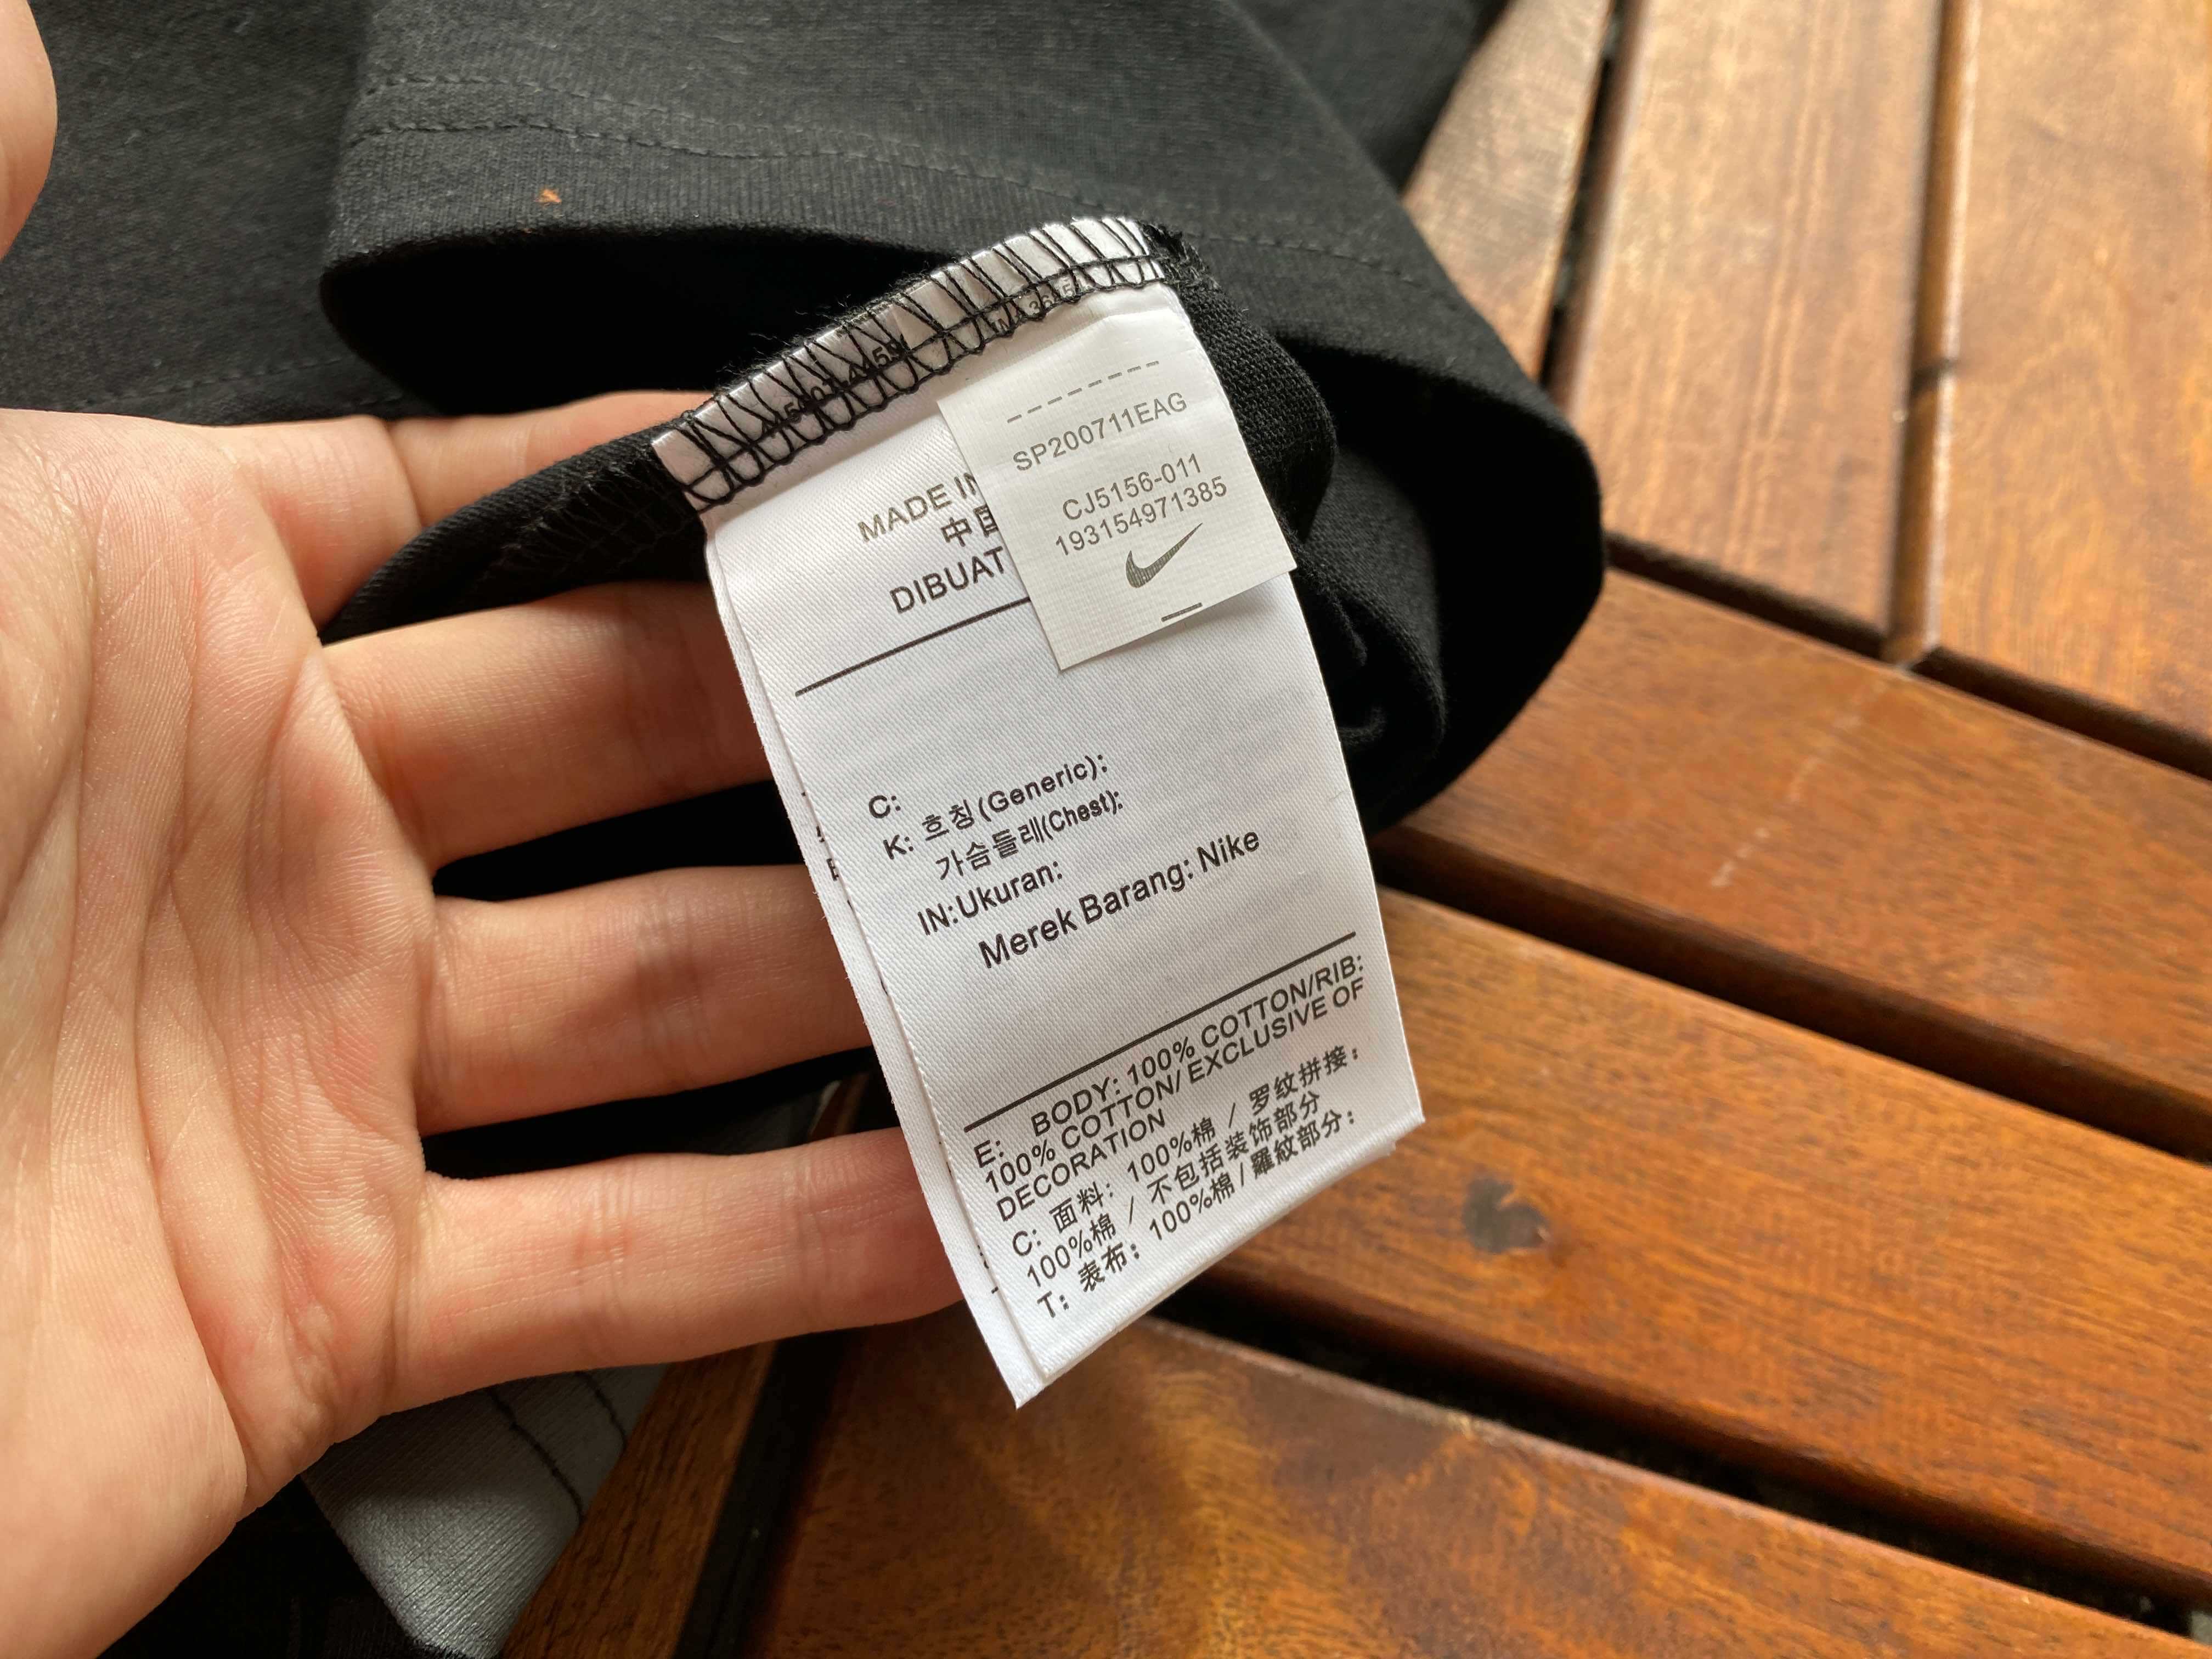 SP200711EAG
CJ5156-011
193154971385
MADE IN
中国
DIBUAT
C:
K: 호칭(Generic):
가슴둘레(Chest):
IN:Ukuran:
Merek Barang: Nike
E: BODY: 100% COTTON/RIB:
100% COTTON/ EXCLUSIVE OF
DECORATION
C: 面料: 100%棉 / 罗纹拼接:
100%棉 / 不包括装饰部分
T: 表布: 100%棉/羅紋部分: